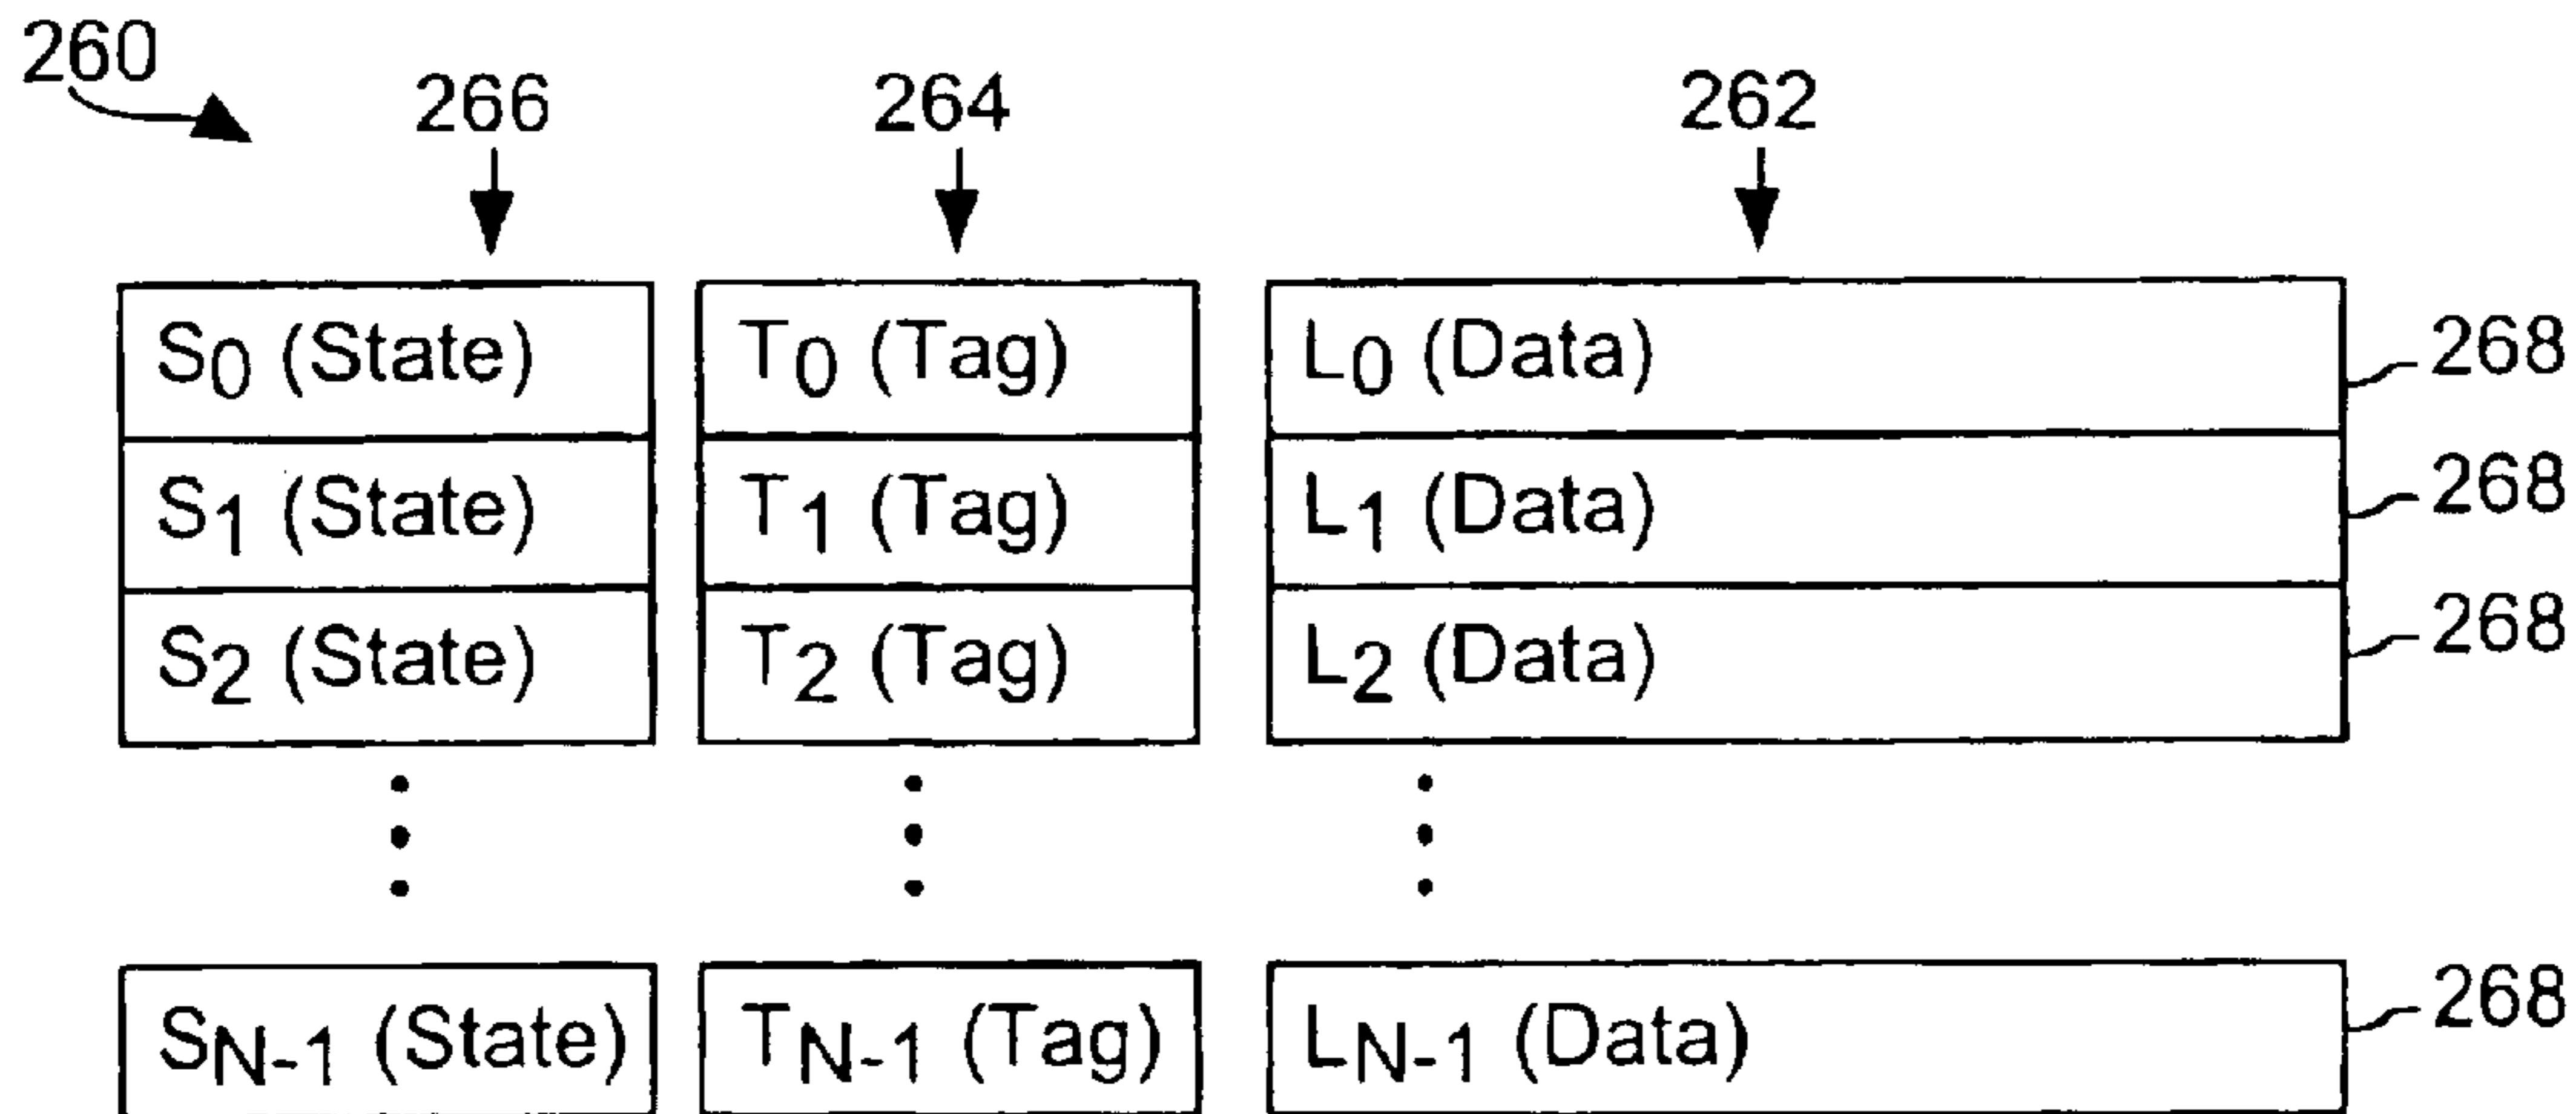 260
266 264 262
S0 (State) T0 (Tag) L0 (Data) 268
S1 (State) T1 (Tag) L1 (Data) 268
S2 (State) T2 (Tag) L2 (Data) 268
SN-1 (State) TN-1 (Tag) LN-1 (Data) 268